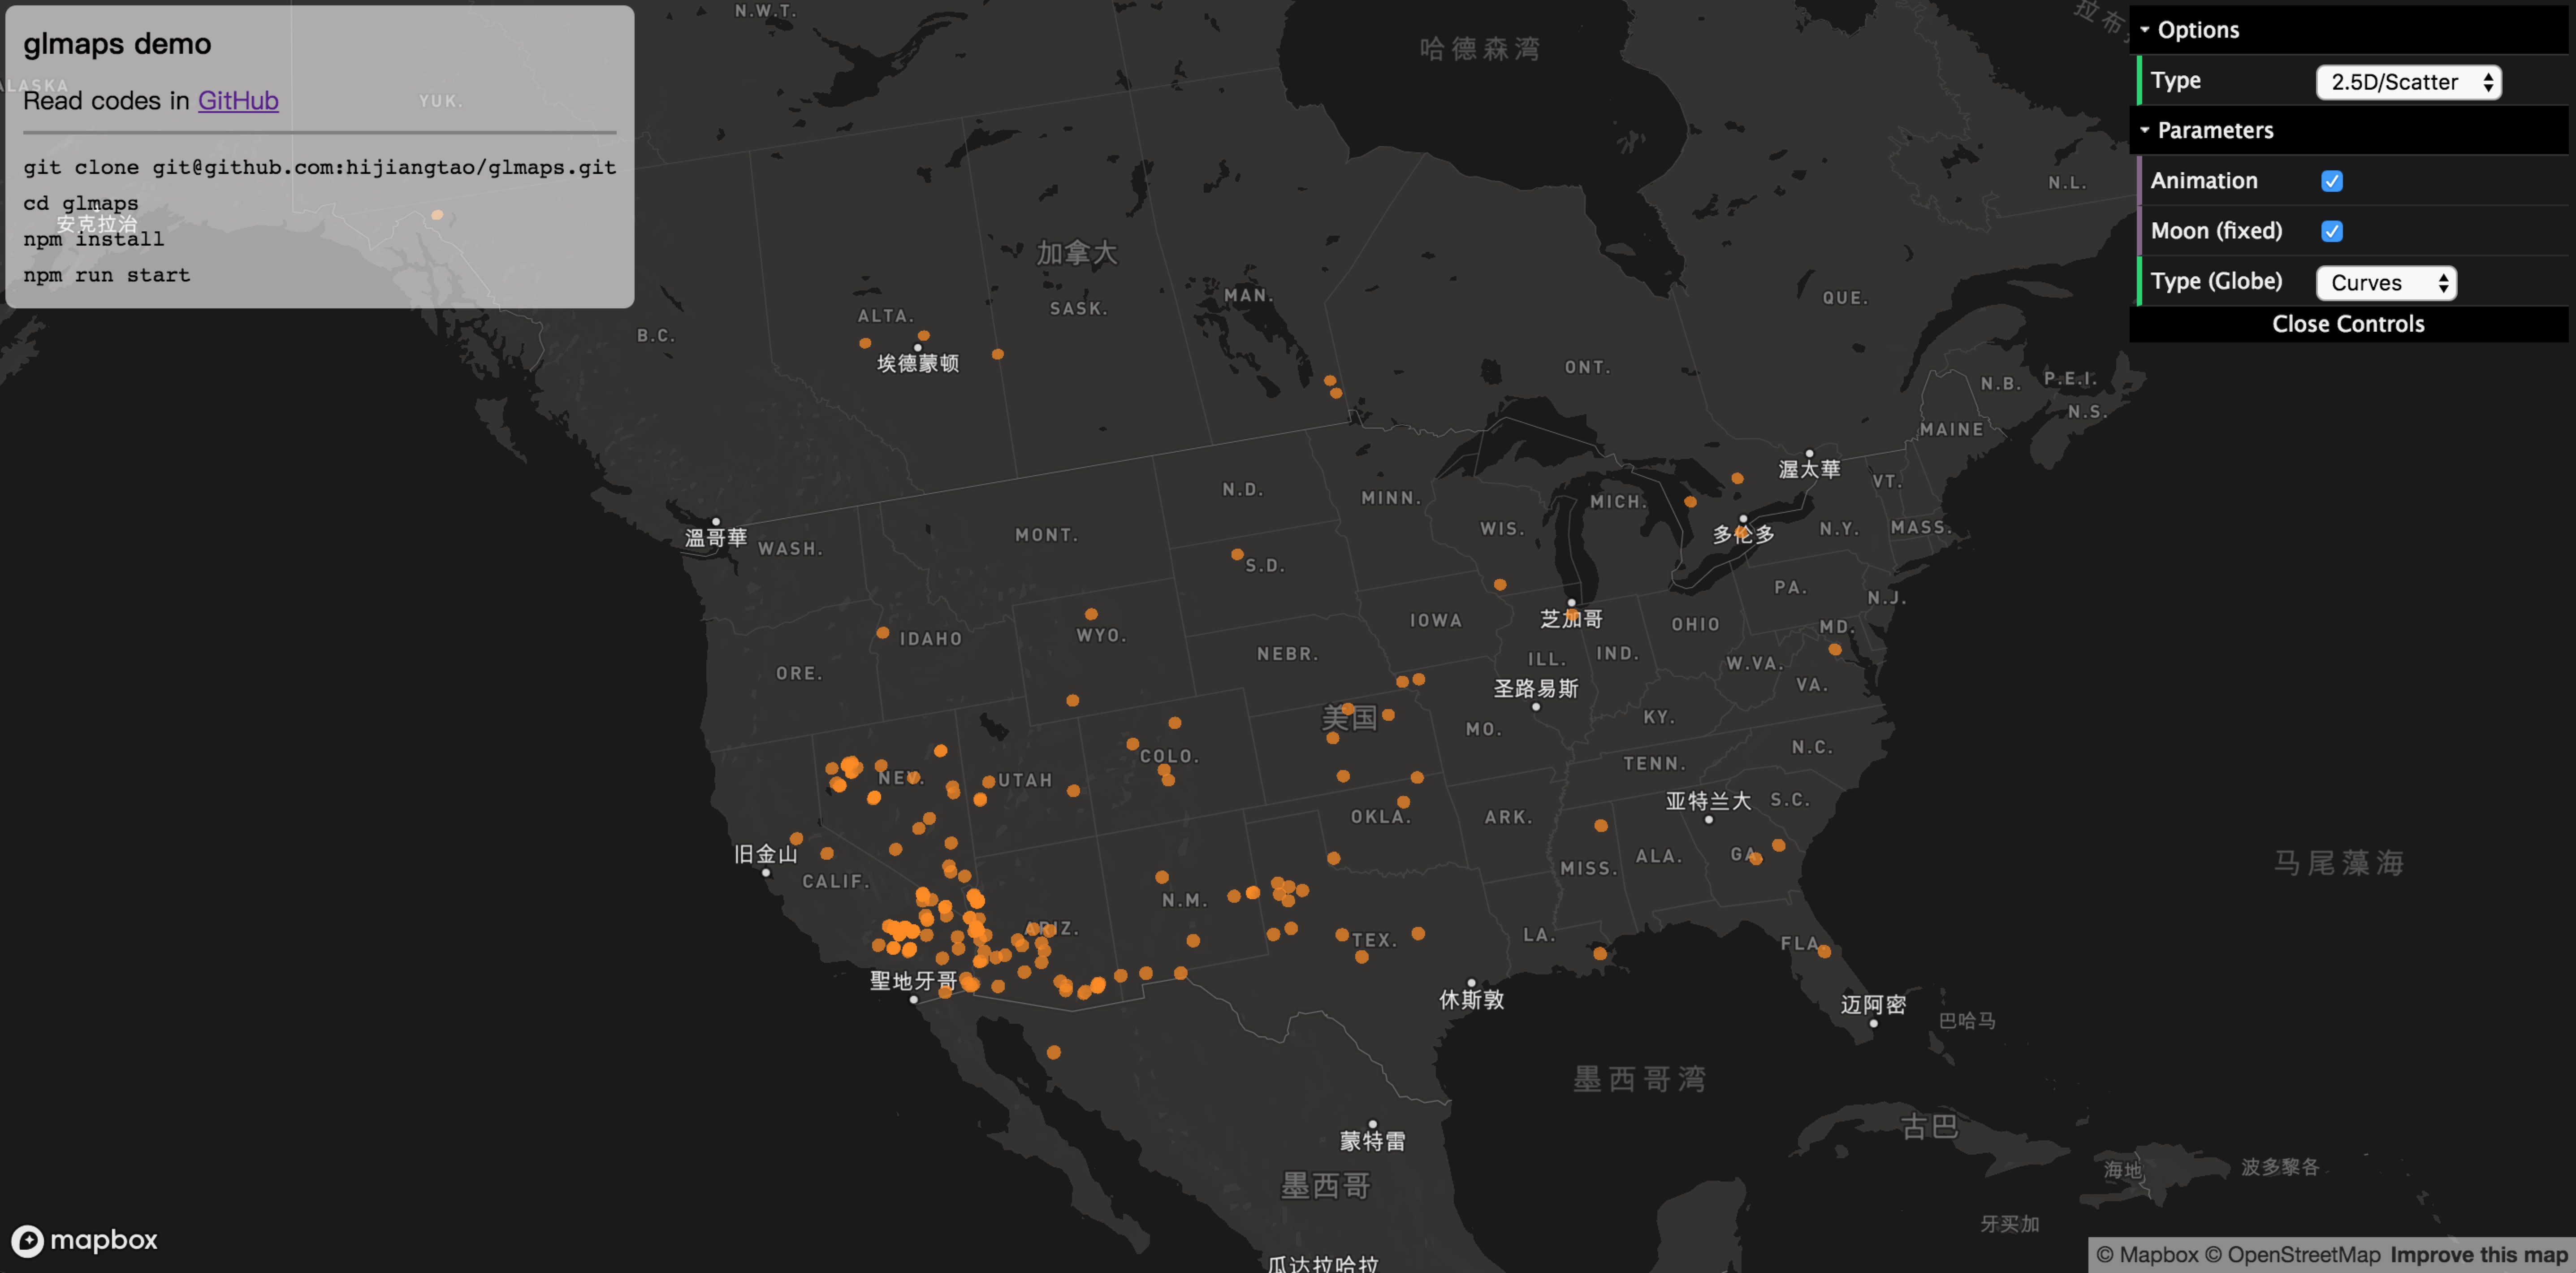 glmaps demo
Read codes in GitHub
git clone git@github.com:hijiangtao/glmaps.git
cd glmaps
npm install
npm run start
ALASKA
YUK.
安克拉治
N.W.T.
哈德森湾
拉布
Options
Type 2.5D/Scatter
Parameters
Animation
Moon (fixed)
Type (Globe) Curves
Close Controls
N.L.
加拿大
ALTA.
SASK.
MAN.
B.C.
QUE.
埃德蒙顿
ONT.
N.B.
P.E.I.
N.S.
MAINE
渥太華
VT.
N.D.
MINN.
MICH.
溫哥華
WASH.
MONT.
WIS.
多伦多
N.Y.
MASS.
S.D.
PA.
N.J.
IDAHO
WYO.
IOWA
芝加哥
OHIO
MD.
ORE.
NEBR.
ILL.
IND.
W.VA.
圣路易斯
VA.
美国
MO.
KY.
NEV.
UTAH
COLO.
TENN.
N.C.
亚特兰大
S.C.
OKLA.
ARK.
旧金山
CALIF.
MISS.
ALA.
GA.
马尾藻海
N.M.
ARIZ.
TEX.
LA.
FLA.
聖地牙哥
休斯敦
迈阿密
巴哈马
墨西哥湾
古巴
蒙特雷
海地
波多黎各
墨西哥
牙买加
瓜达拉哈拉
mapbox
© Mapbox © OpenStreetMap Improve this map